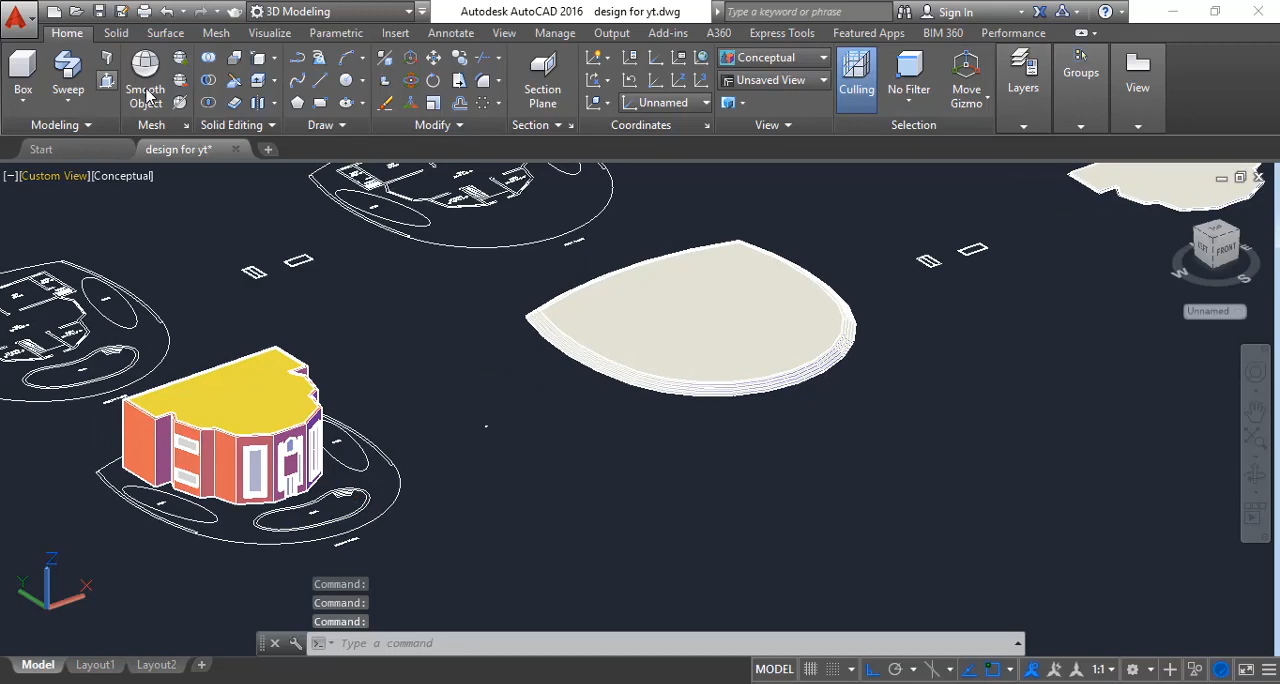 3D Modeling
Autodesk AutoCAD 2016 design for yt.dwg
Type a keyword or phrase
Sign In
Home Solid Surface Mesh Visualize Parametric Insert Annotate View Manage Output Add-ins A360 Express Tools Featured Apps BIM 360 Performance
Box
Sweep
Smooth
Object
Section
Plane
Conceptual
Unsaved View
Unnamed
Culling
No Filter
Move
Gizmo
Layers
Groups
View
Modeling
Mesh
Solid Editing
Draw
Modify
Section
Coordinates
View
Selection
Start
design for yt*
[−][Custom View][Conceptual]
LEFT FRONT
W S
Unnamed
Z
Y X
Command:
Command:
Command:
Type a command
Model Layout1 Layout2
MODEL
1:1